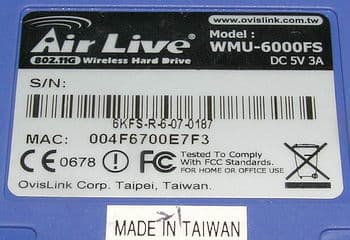 www.ovislink.com.tw
Air Live® Model :
802.11G Wireless Hard Drive WMU-6000FS
DC 5V 3A
S/N:
6KFS-R-6-07-0187
MAC: 004F6700E7F3
CE 0678 FC Tested To Comply
With FCC Standards.
FOR HOME OR OFFICE USE
OvisLink Corp. Taipei, Taiwan.
MADE IN TAIWAN